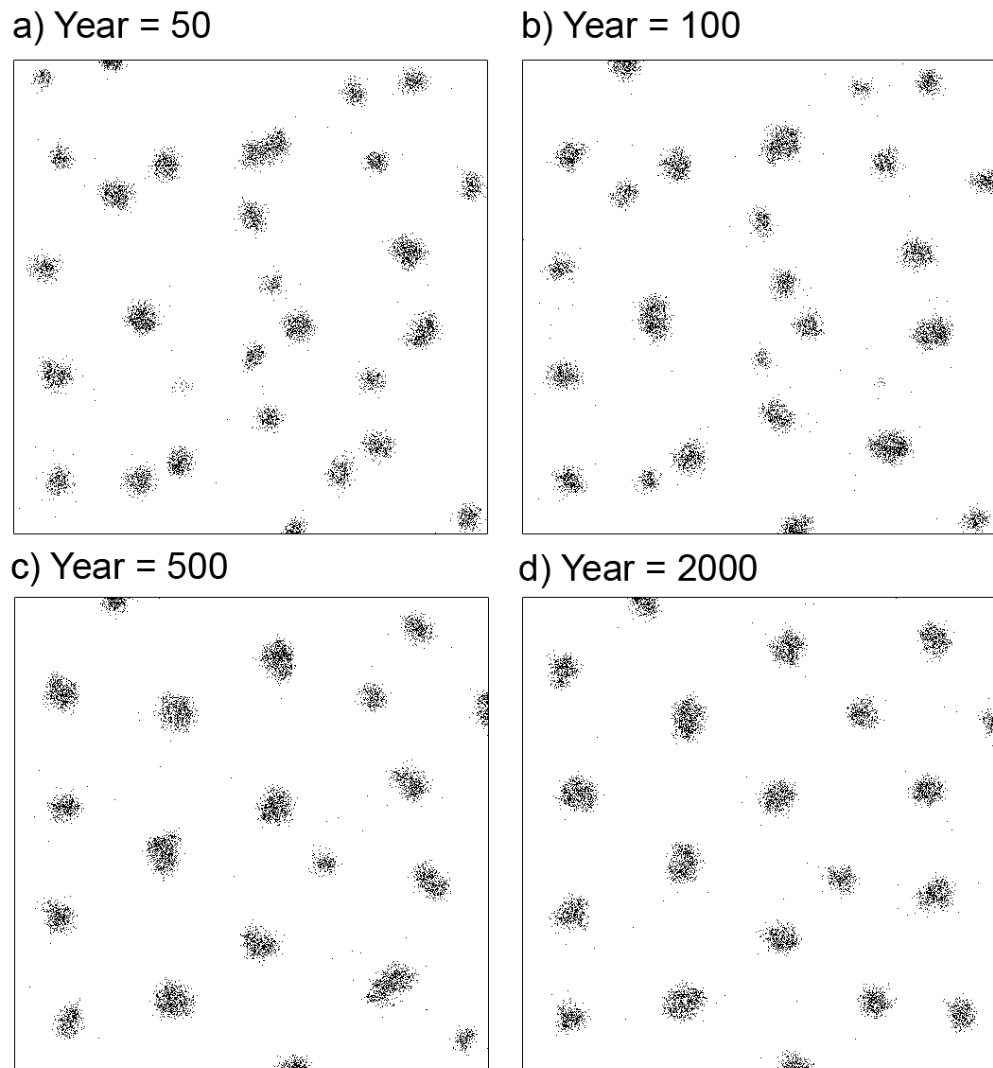 a) Year = 50
b) Year = 100
c) Year = 500
d) Year = 2000